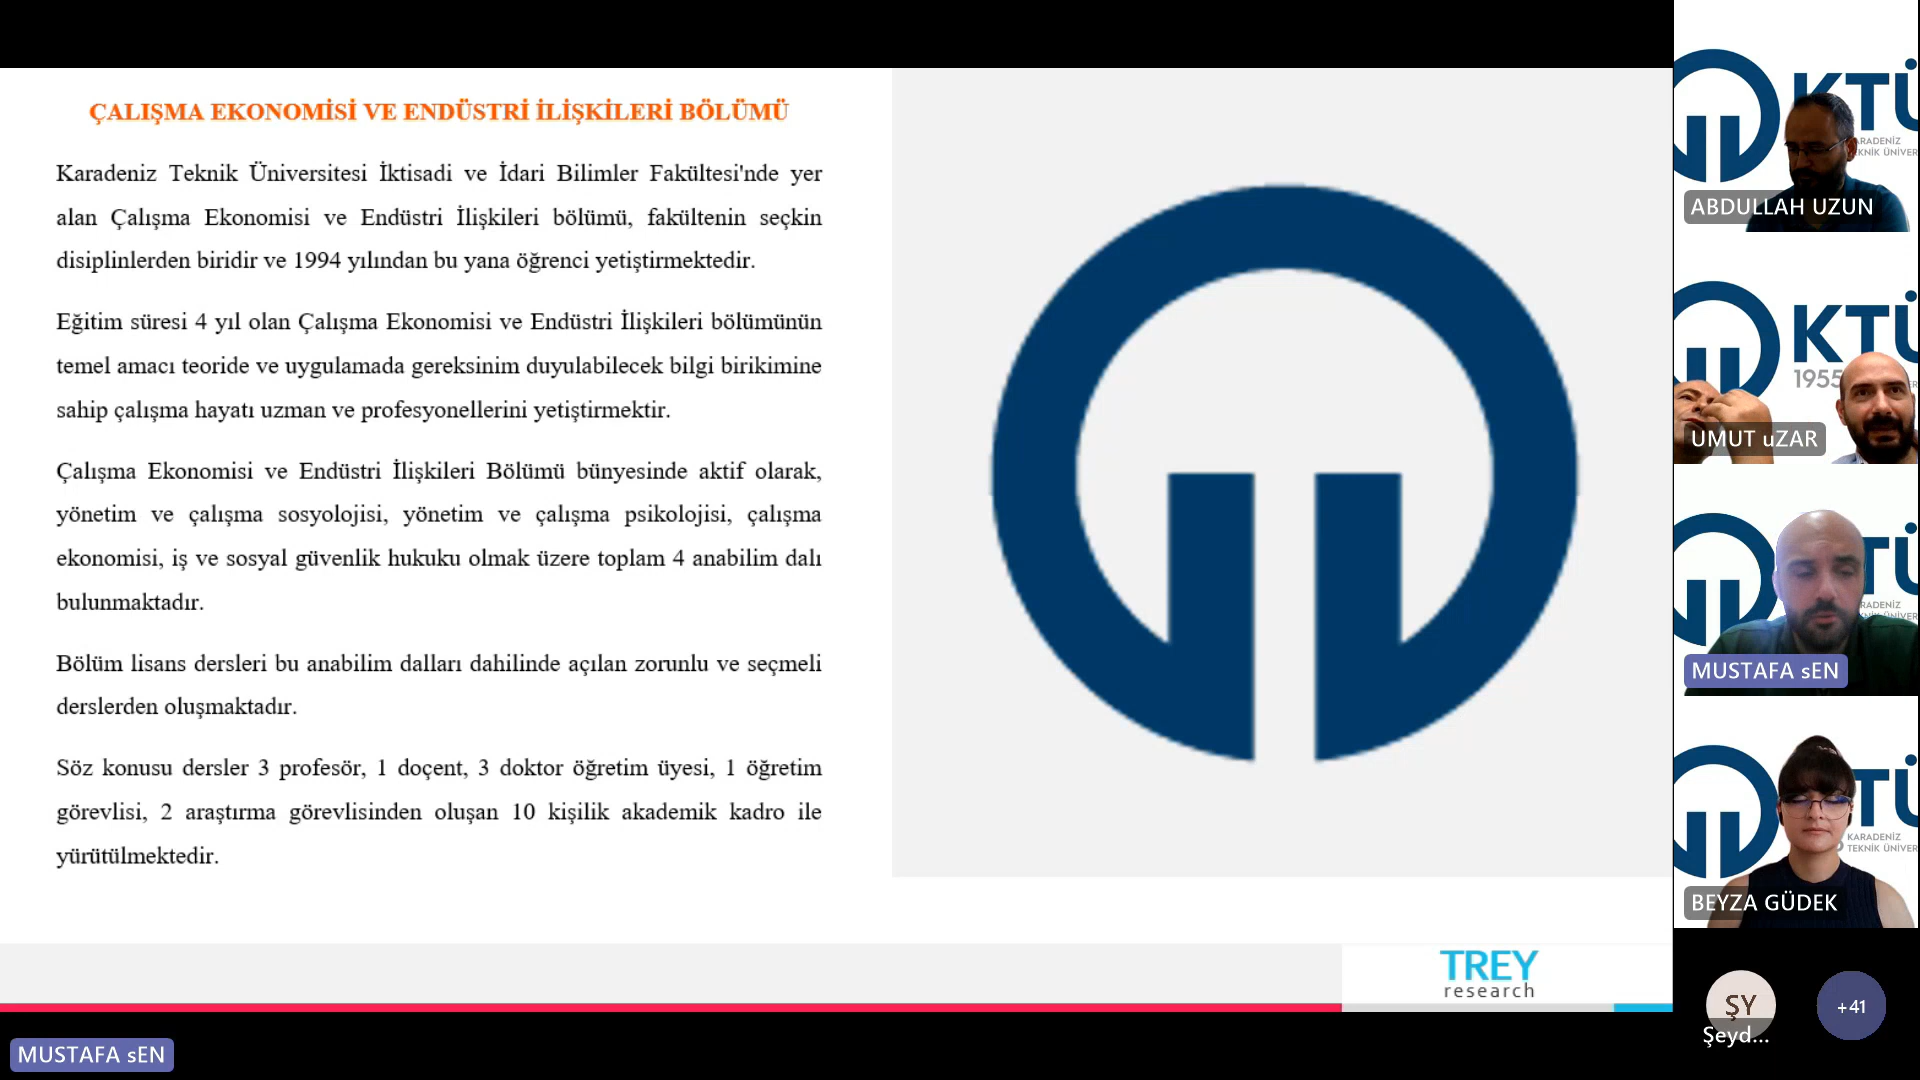 ÇALIŞMA EKONOMİSİ VE ENDÜSTRİ İLİŞKİLERİ BÖLÜMÜ
Karadeniz Teknik Üniversitesi İktisadi ve İdari Bilimler Fakültesi'nde yer
alan Çalışma Ekonomisi ve Endüstri İlişkileri bölümü, fakültenin seçkin
disiplinlerden biridir ve 1994 yılından bu yana öğrenci yetiştirmektedir.
Eğitim süresi 4 yıl olan Çalışma Ekonomisi ve Endüstri İlişkileri bölümünün
temel amacı teoride ve uygulamada gereksinim duyulabilecek bilgi birikimine
sahip çalışma hayatı uzman ve profesyonellerini yetiştirmektir.
Çalışma Ekonomisi ve Endüstri İlişkileri Bölümü bünyesinde aktif olarak,
yönetim ve çalışma sosyolojisi, yönetim ve çalışma psikolojisi, çalışma
ekonomisi, iş ve sosyal güvenlik hukuku olmak üzere toplam 4 anabilim dalı
bulunmaktadır.
Bölüm lisans dersleri bu anabilim dalları dahilinde açılan zorunlu ve seçmeli
derslerden oluşmaktadır.
Söz konusu dersler 3 profesör, 1 doçent, 3 doktor öğretim üyesi, 1 öğretim
görevlisi, 2 araştırma görevlisinden oluşan 10 kişilik akademik kadro ile
yürütülmektedir.
TREY
research
MUSTAFA sEN
KTÜ
ABDULLAH UZUN
KTÜ
1955
UMUT uZAR
TÜ
MUSTAFA sEN
TÜ
KARADENİZ
TEKNİK ÜNİVER
BEYZA GÜDEK
ŞY
Şeyd...
+41